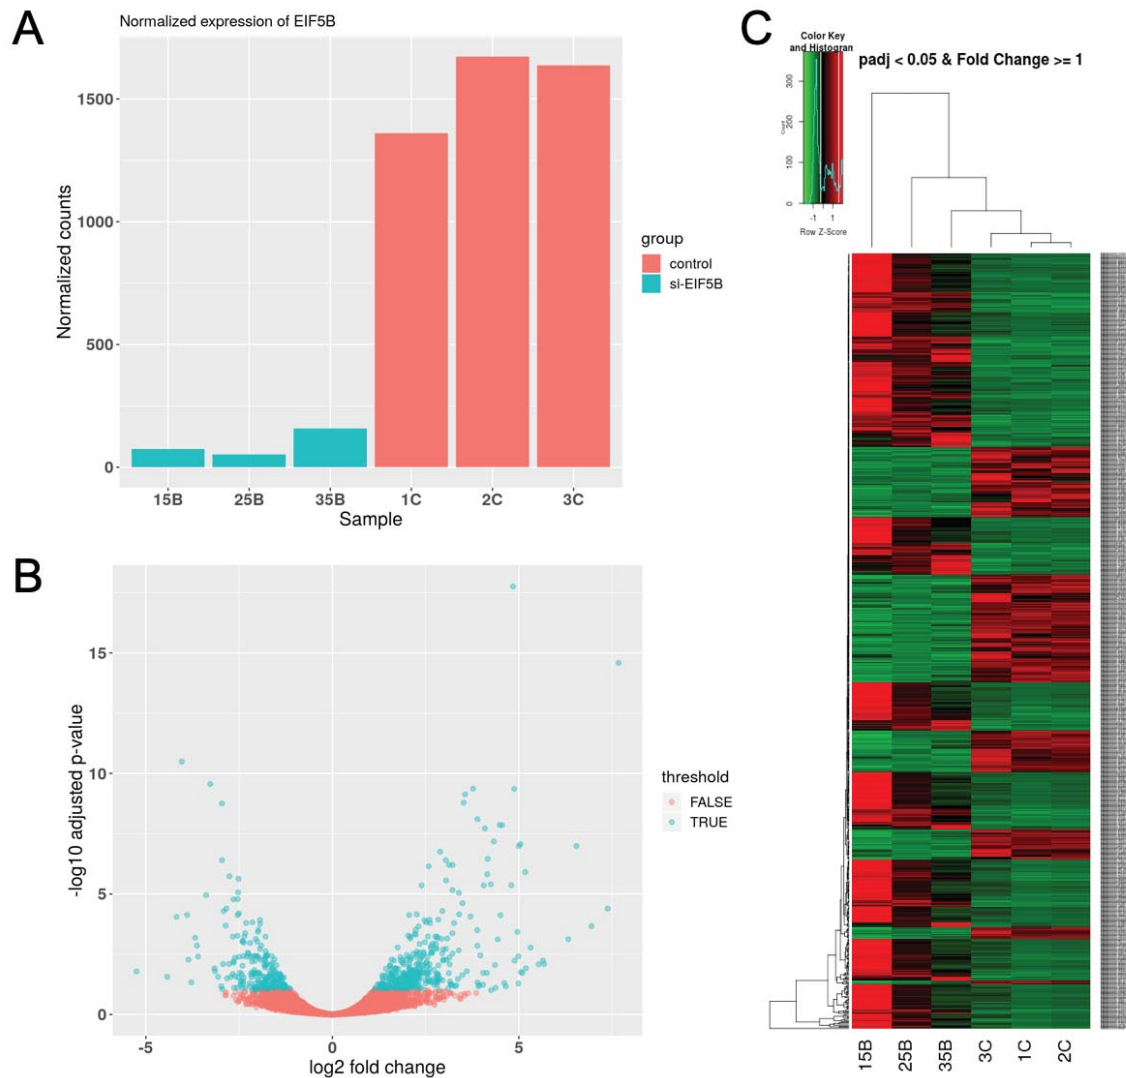 A
Normalized expression of EIF5B
Normalized counts
1500
1000
500
0
15B 25B 35B 1C 2C 3C
Sample
group
control
si-EIF5B
B
-log10 adjusted p-value
15
10
5
0
-5 0 5
log2 fold change
threshold
FALSE
TRUE
C
Color Key
and Histogran
padj < 0.05 & Fold Change >= 1
Count
300
200
100
0
-1 1
Row Z-Score
15B 25B 35B 3C 1C 2C